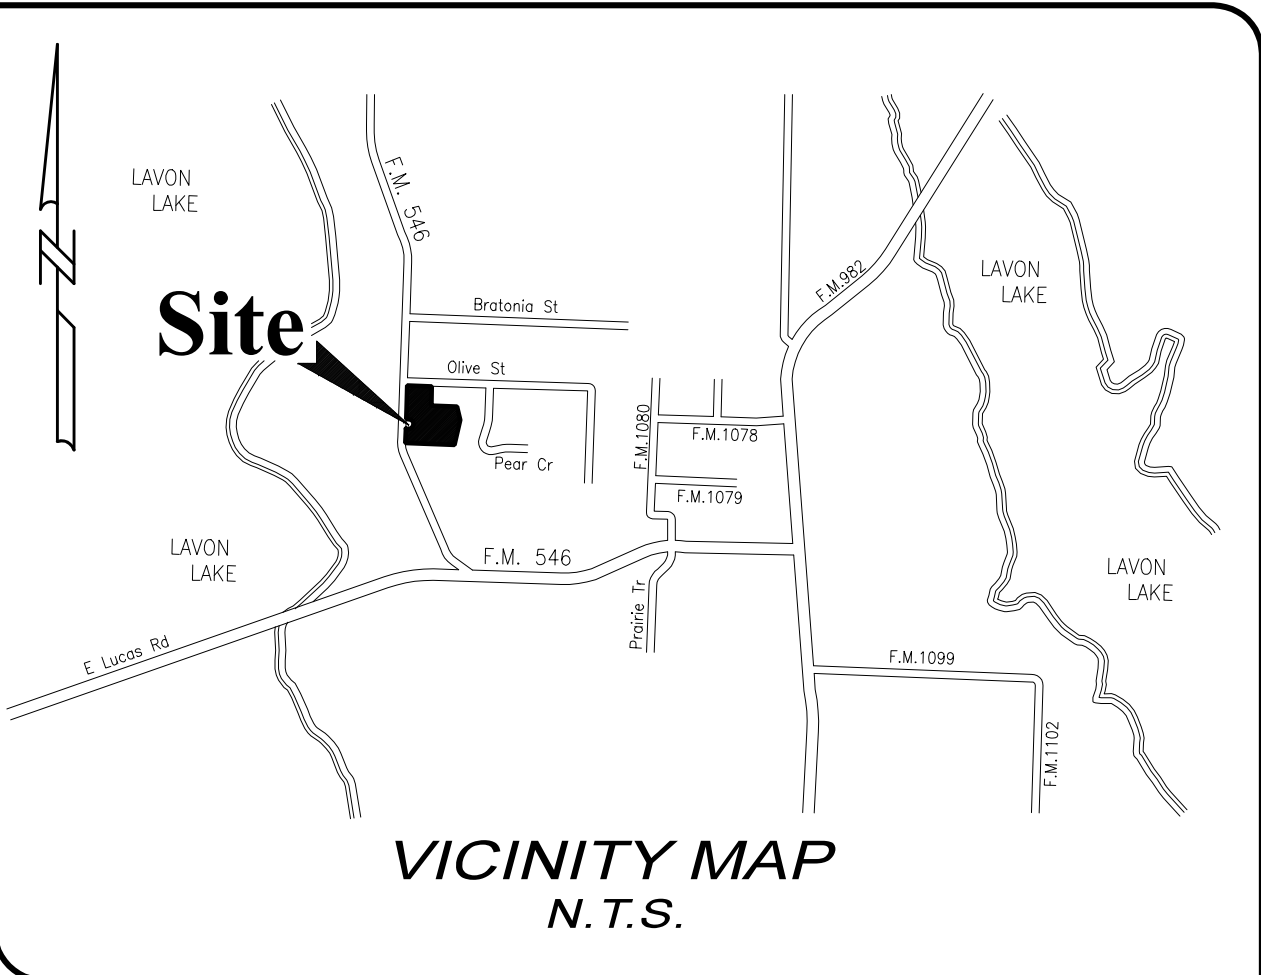 LAVON
LAKE
F.M. 546
LAVON
LAKE
F.M.982
Site
Bratonia St
Olive St
F.M.1080
F.M.1078
Pear Cr
F.M.1079
LAVON
LAKE
F.M. 546
LAVON
LAKE
Prairie Tr
E Lucas Rd
F.M.1099
F.M.1102
VICINITY MAP
N.T.S.
N